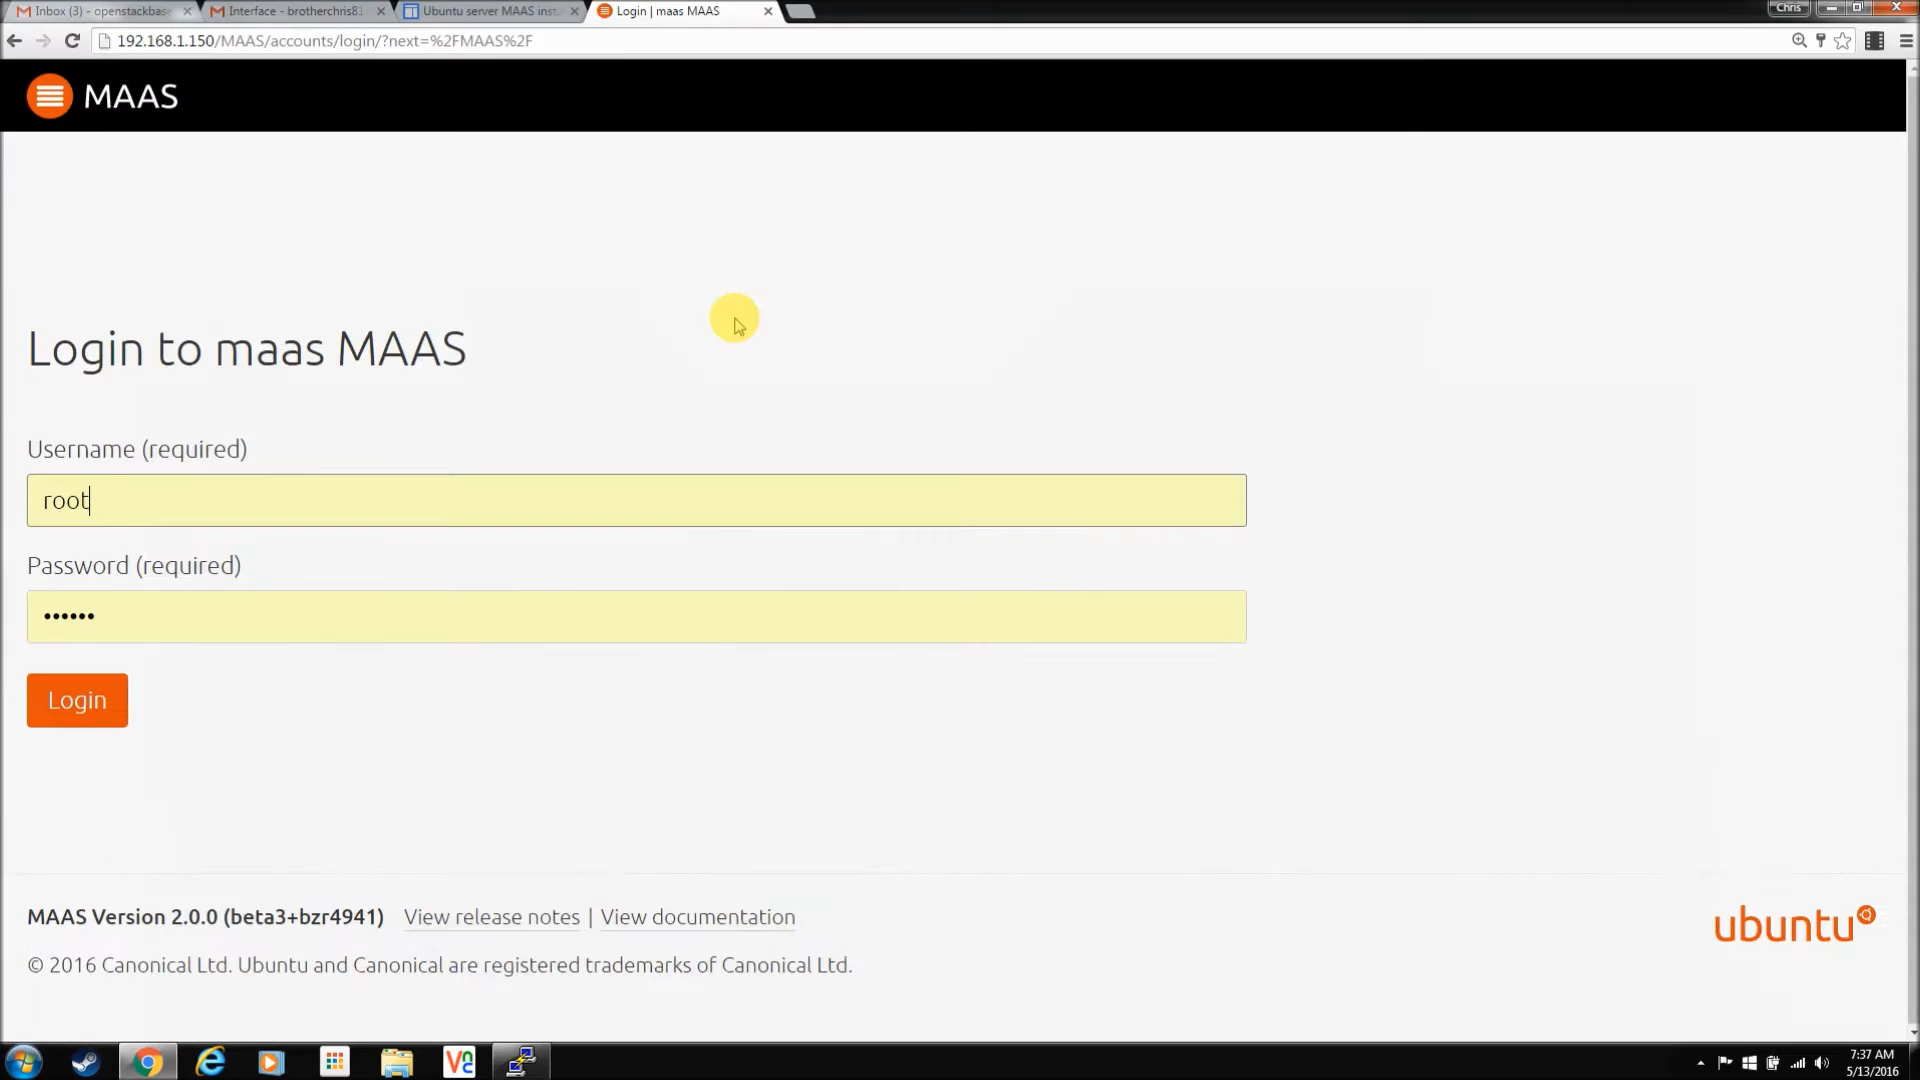 Inbox (3) - openstackbase
Interface - brotherchris81
Ubuntu server MAAS inst
Login | maas MAAS
Chris
192.168.1.150/MAAS/accounts/login/?next=%2FMAAS%2F
MAAS
Login to maas MAAS
Username (required)
root
Password (required)
••••••
Login
MAAS Version 2.0.0 (beta3+bzr4941) View release notes | View documentation
ubuntu
© 2016 Canonical Ltd. Ubuntu and Canonical are registered trademarks of Canonical Ltd.
7:37 AM
5/13/2016